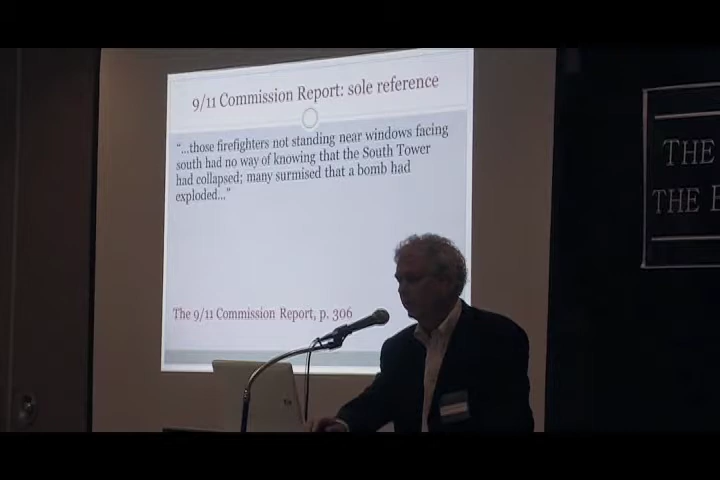 9/11 Commission Report: sole reference
"...those firefighters not standing near windows facing
south had no way of knowing that the South Tower
had collapsed; many surmised that a bomb had
exploded..."
The 9/11 Commission Report, p. 306
THE
THE